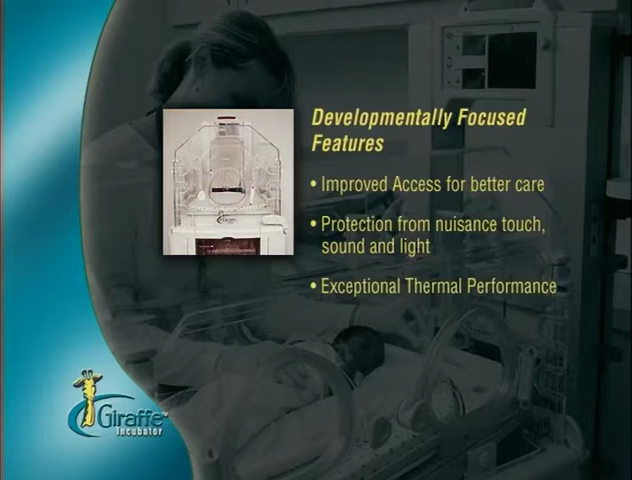 Developmentally Focused
Features
• Improved Access for better care
• Protection from nuisance touch,
sound and light
• Exceptional Thermal Performance
Giraffe™
Incubator